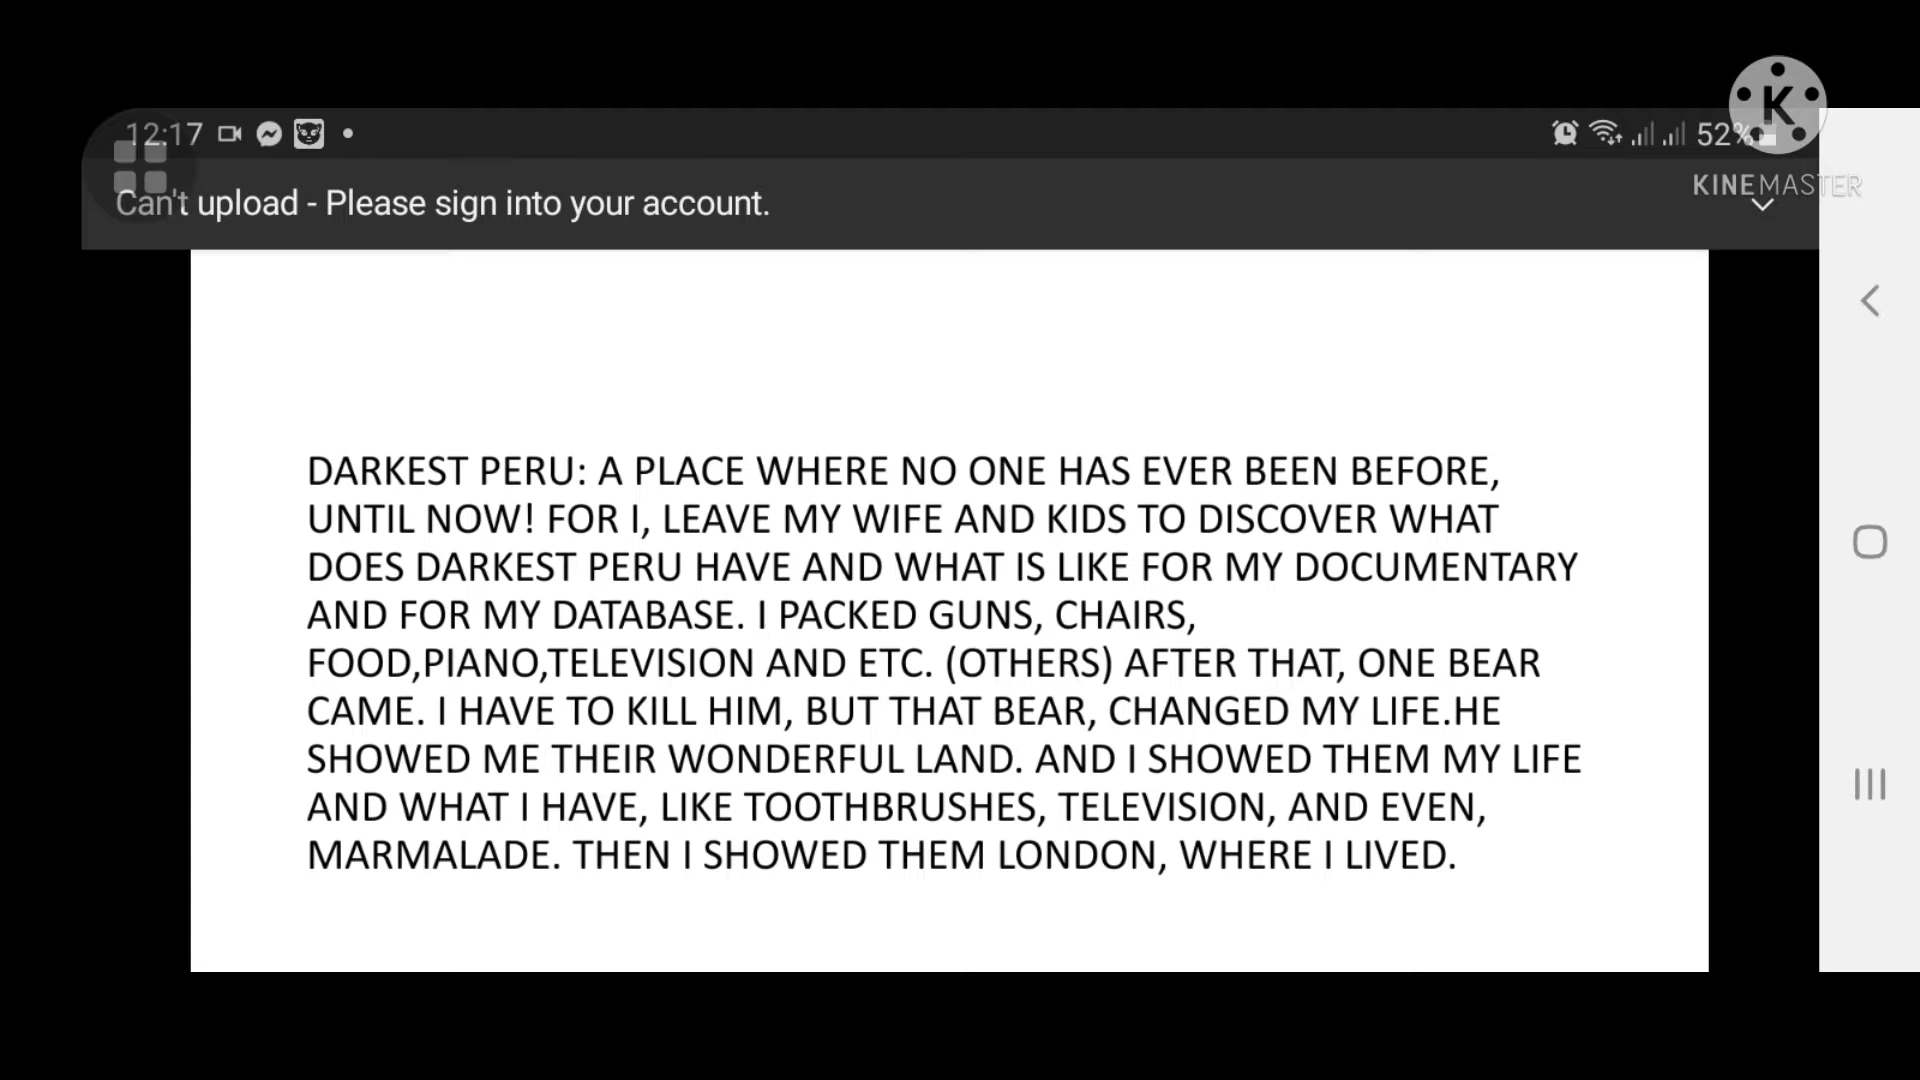 12:17
52%
K
KINEMASTER
Can't upload - Please sign into your account.
DARKEST PERU: A PLACE WHERE NO ONE HAS EVER BEEN BEFORE,
UNTIL NOW! FOR I, LEAVE MY WIFE AND KIDS TO DISCOVER WHAT
DOES DARKEST PERU HAVE AND WHAT IS LIKE FOR MY DOCUMENTARY
AND FOR MY DATABASE. I PACKED GUNS, CHAIRS,
FOOD,PIANO,TELEVISION AND ETC. (OTHERS) AFTER THAT, ONE BEAR
CAME. I HAVE TO KILL HIM, BUT THAT BEAR, CHANGED MY LIFE.HE
SHOWED ME THEIR WONDERFUL LAND. AND I SHOWED THEM MY LIFE
AND WHAT I HAVE, LIKE TOOTHBRUSHES, TELEVISION, AND EVEN,
MARMALADE. THEN I SHOWED THEM LONDON, WHERE I LIVED.